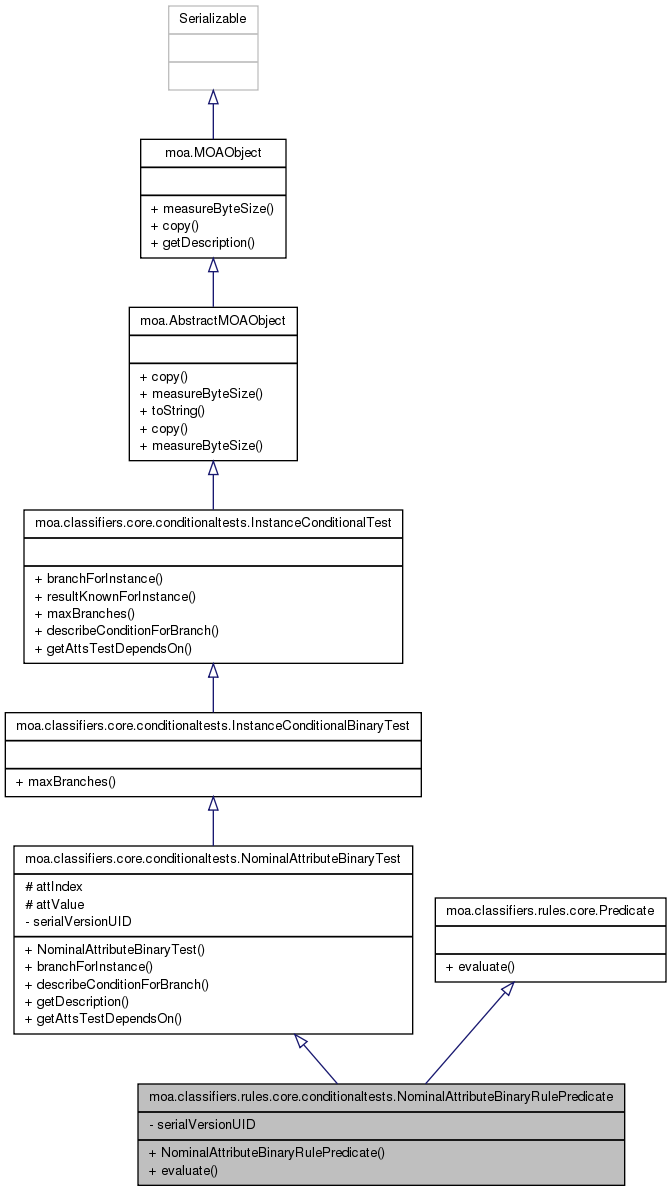 Serializable
moa.MOAObject
+ measureByteSize()
+ copy()
+ getDescription()
moa.AbstractMOAObject
+ copy()
+ measureByteSize()
+ toString()
+ copy()
+ measureByteSize()
moa.classifiers.core.conditionaltests.InstanceConditionalTest
+ branchForInstance()
+ resultKnownForInstance()
+ maxBranches()
+ describeConditionForBranch()
+ getAttsTestDependsOn()
moa.classifiers.core.conditionaltests.InstanceConditionalBinaryTest
+ maxBranches()
moa.classifiers.core.conditionaltests.NominalAttributeBinaryTest
# attIndex
# attValue
- serialVersionUID
+ NominalAttributeBinaryTest()
+ branchForInstance()
+ describeConditionForBranch()
+ getDescription()
+ getAttsTestDependsOn()
moa.classifiers.rules.core.Predicate
+ evaluate()
moa.classifiers.rules.core.conditionaltests.NominalAttributeBinaryRulePredicate
- serialVersionUID
+ NominalAttributeBinaryRulePredicate()
+ evaluate()